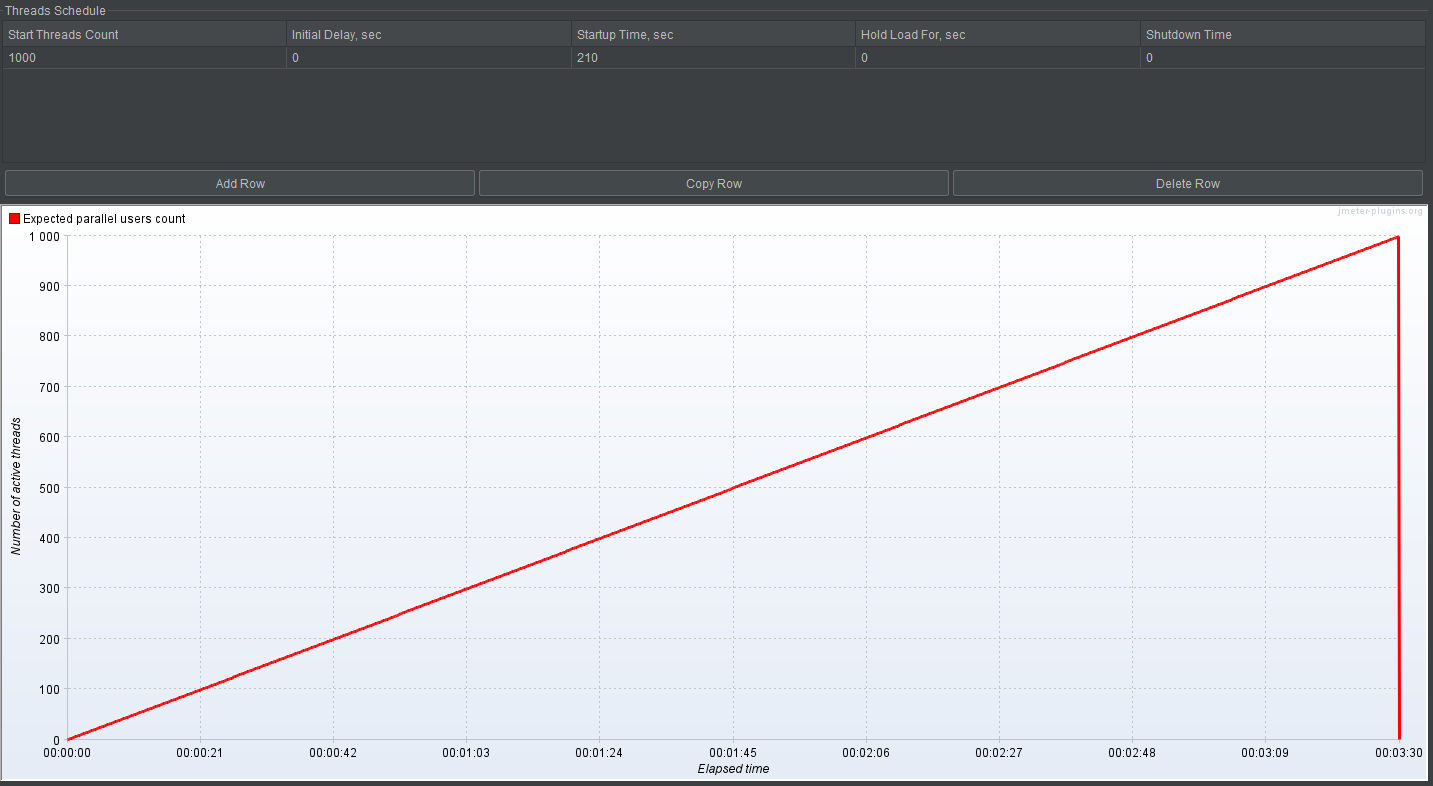 Threads Schedule
Start Threads Count Initial Delay, sec Startup Time, sec Hold Load For, sec Shutdown Time
1000 0 210 0 0
Add Row Copy Row Delete Row
Expected parallel users count
jmeter-plugins.org
1 000
900
800
700
600
500
400
300
200
100
0
Number of active threads
00:00:00 00:00:21 00:00:42 00:01:03 00:01:24 00:01:45 00:02:06 00:02:27 00:02:48 00:03:09 00:03:30
Elapsed time